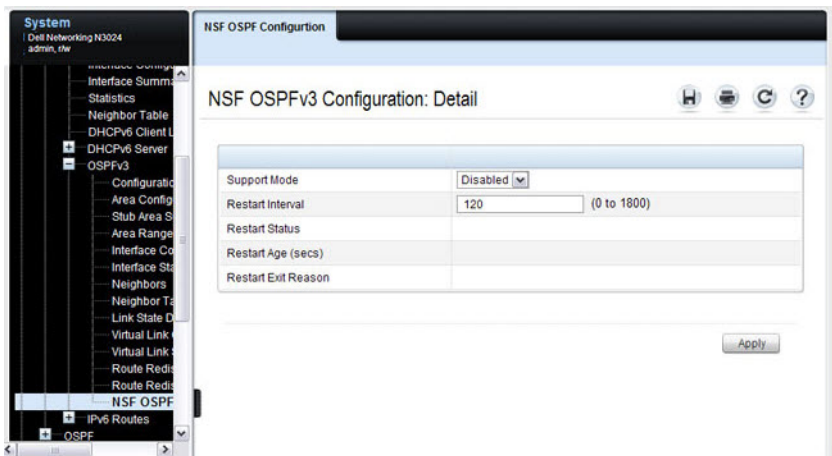 System
Dell Networking N3024
admin, r/w
Interface Summa
Statistics
Neighbor Table
DHCPv6 Client L
DHCPv6 Server
OSPFv3
Configuratio
Area Config
Stub Area S
Area Range
Interface Co
Interface Sta
Neighbors
Neighbor Ta
Link State D
Virtual Link
Virtual Link
Route Redis
Route Redis
NSF OSPF
IPv6 Routes
OSPF
NSF OSPF Configurtion
NSF OSPFv3 Configuration: Detail
Support Mode Disabled
Restart Interval 120 (0 to 1800)
Restart Status
Restart Age (secs)
Restart Exit Reason
Apply